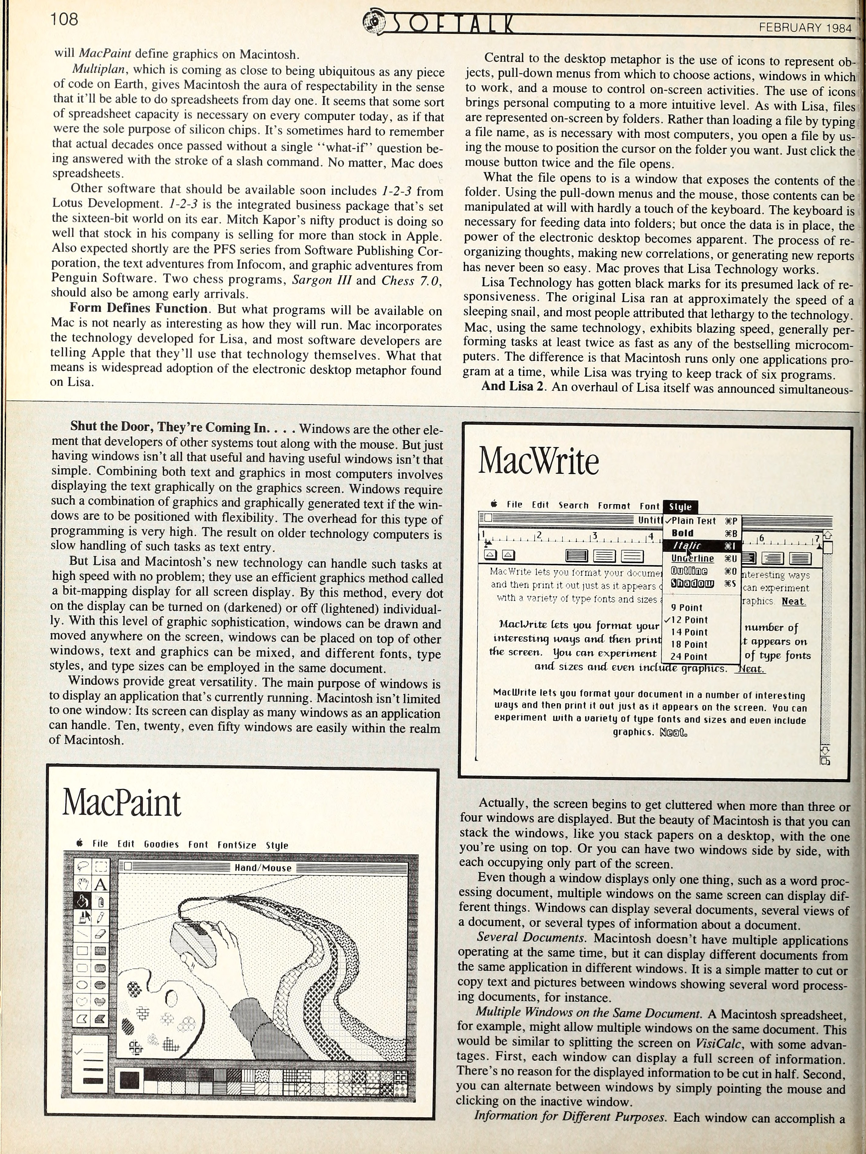 108
SOFTALK
FEBRUARY 1984
will MacPaint define graphics on Macintosh.
Multiplan, which is coming as close to being ubiquitous as any piece
of code on Earth, gives Macintosh the aura of respectability in the sense
that it'll be able to do spreadsheets from day one. It seems that some sort
of spreadsheet capacity is necessary on every computer today, as if that
were the sole purpose of silicon chips. It's sometimes hard to remember
that actual decades once passed without a single "what-if" question be-
ing answered with the stroke of a slash command. No matter, Mac does
spreadsheets.
Other software that should be available soon includes 1-2-3 from
Lotus Development. 1-2-3 is the integrated business package that's set
the sixteen-bit world on its ear. Mitch Kapor's nifty product is doing so
well that stock in his company is selling for more than stock in Apple.
Also expected shortly are the PFS series from Software Publishing Cor-
poration, the text adventures from Infocom, and graphic adventures from
Penguin Software. Two chess programs, Sargon III and Chess 7.0,
should also be among early arrivals.
Form Defines Function. But what programs will be available on
Mac is not nearly as interesting as how they will run. Mac incorporates
the technology developed for Lisa, and most software developers are
telling Apple that they'll use that technology themselves. What that
means is widespread adoption of the electronic desktop metaphor found
on Lisa.
Central to the desktop metaphor is the use of icons to represent ob-
jects, pull-down menus from which to choose actions, windows in which
to work, and a mouse to control on-screen activities. The use of icons
brings personal computing to a more intuitive level. As with Lisa, files
are represented on-screen by folders. Rather than loading a file by typing
a file name, as is necessary with most computers, you open a file by us-
ing the mouse to position the cursor on the folder you want. Just click the
mouse button twice and the file opens.
What the file opens to is a window that exposes the contents of the
folder. Using the pull-down menus and the mouse, those contents can be
manipulated at will with hardly a touch of the keyboard. The keyboard is
necessary for feeding data into folders; but once the data is in place, the
power of the electronic desktop becomes apparent. The process of re-
organizing thoughts, making new correlations, or generating new reports
has never been so easy. Mac proves that Lisa Technology works.
Lisa Technology has gotten black marks for its presumed lack of re-
sponsiveness. The original Lisa ran at approximately the speed of a
sleeping snail, and most people attributed that lethargy to the technology.
Mac, using the same technology, exhibits blazing speed, generally per-
forming tasks at least twice as fast as any of the bestselling microcom-
puters. The difference is that Macintosh runs only one applications pro-
gram at a time, while Lisa was trying to keep track of six programs.
And Lisa 2. An overhaul of Lisa itself was announced simultaneous-
Shut the Door, They're Coming In. . . . Windows are the other ele-
ment that developers of other systems tout along with the mouse. But just
having windows isn't all that useful and having useful windows isn't that
simple. Combining both text and graphics in most computers involves
displaying the text graphically on the graphics screen. Windows require
such a combination of graphics and graphically generated text if the win-
dows are to be positioned with flexibility. The overhead for this type of
programming is very high. The result on older technology computers is
slow handling of such tasks as text entry.
But Lisa and Macintosh's new technology can handle such tasks at
high speed with no problem; they use an efficient graphics method called
a bit-mapping display for all screen display. By this method, every dot
on the display can be turned on (darkened) or off (lightened) individual-
ly. With this level of graphic sophistication, windows can be drawn and
moved anywhere on the screen, windows can be placed on top of other
windows, text and graphics can be mixed, and different fonts, type
styles, and type sizes can be employed in the same document.
Windows provide great versatility. The main purpose of windows is
to display an application that's currently running. Macintosh isn't limited
to one window: Its screen can display as many windows as an application
can handle. Ten, twenty, even fifty windows are easily within the realm
of Macintosh.
MacPaint
File Edit Goodies Font FontSize Style
Hand/Mouse
A
MacWrite
File Edit Search Format Font Style
Untitl
1 2 3 4 6 7
Plain Text ⌘P
Bold ⌘B
Italic ⌘I
Underline ⌘U
Outline ⌘O
Shadow ⌘S
9 Point
✓12 Point
14 Point
18 Point
24 Point
MacWrite lets you format your docume nteresting ways
and then print it out just as it appears o can experiment
with a variety of type fonts and sizes a raphics. Neat.
MacWrite lets you format your number of
interesting ways and then print t appears on
the screen. You can experiment of type fonts
and sizes and even include graphics. Neat.
MacWrite lets you format your document in a number of interesting
ways and then print it out just as it appears on the screen. You can
experiment with a variety of type fonts and sizes and even include
graphics. Neat.
Actually, the screen begins to get cluttered when more than three or
four windows are displayed. But the beauty of Macintosh is that you can
stack the windows, like you stack papers on a desktop, with the one
you're using on top. Or you can have two windows side by side, with
each occupying only part of the screen.
Even though a window displays only one thing, such as a word proc-
essing document, multiple windows on the same screen can display dif-
ferent things. Windows can display several documents, several views of
a document, or several types of information about a document.
Several Documents. Macintosh doesn't have multiple applications
operating at the same time, but it can display different documents from
the same application in different windows. It is a simple matter to cut or
copy text and pictures between windows showing several word process-
ing documents, for instance.
Multiple Windows on the Same Document. A Macintosh spreadsheet,
for example, might allow multiple windows on the same document. This
would be similar to splitting the screen on VisiCalc, with some advan-
tages. First, each window can display a full screen of information.
There's no reason for the displayed information to be cut in half. Second,
you can alternate between windows by simply pointing the mouse and
clicking on the inactive window.
Information for Different Purposes. Each window can accomplish a